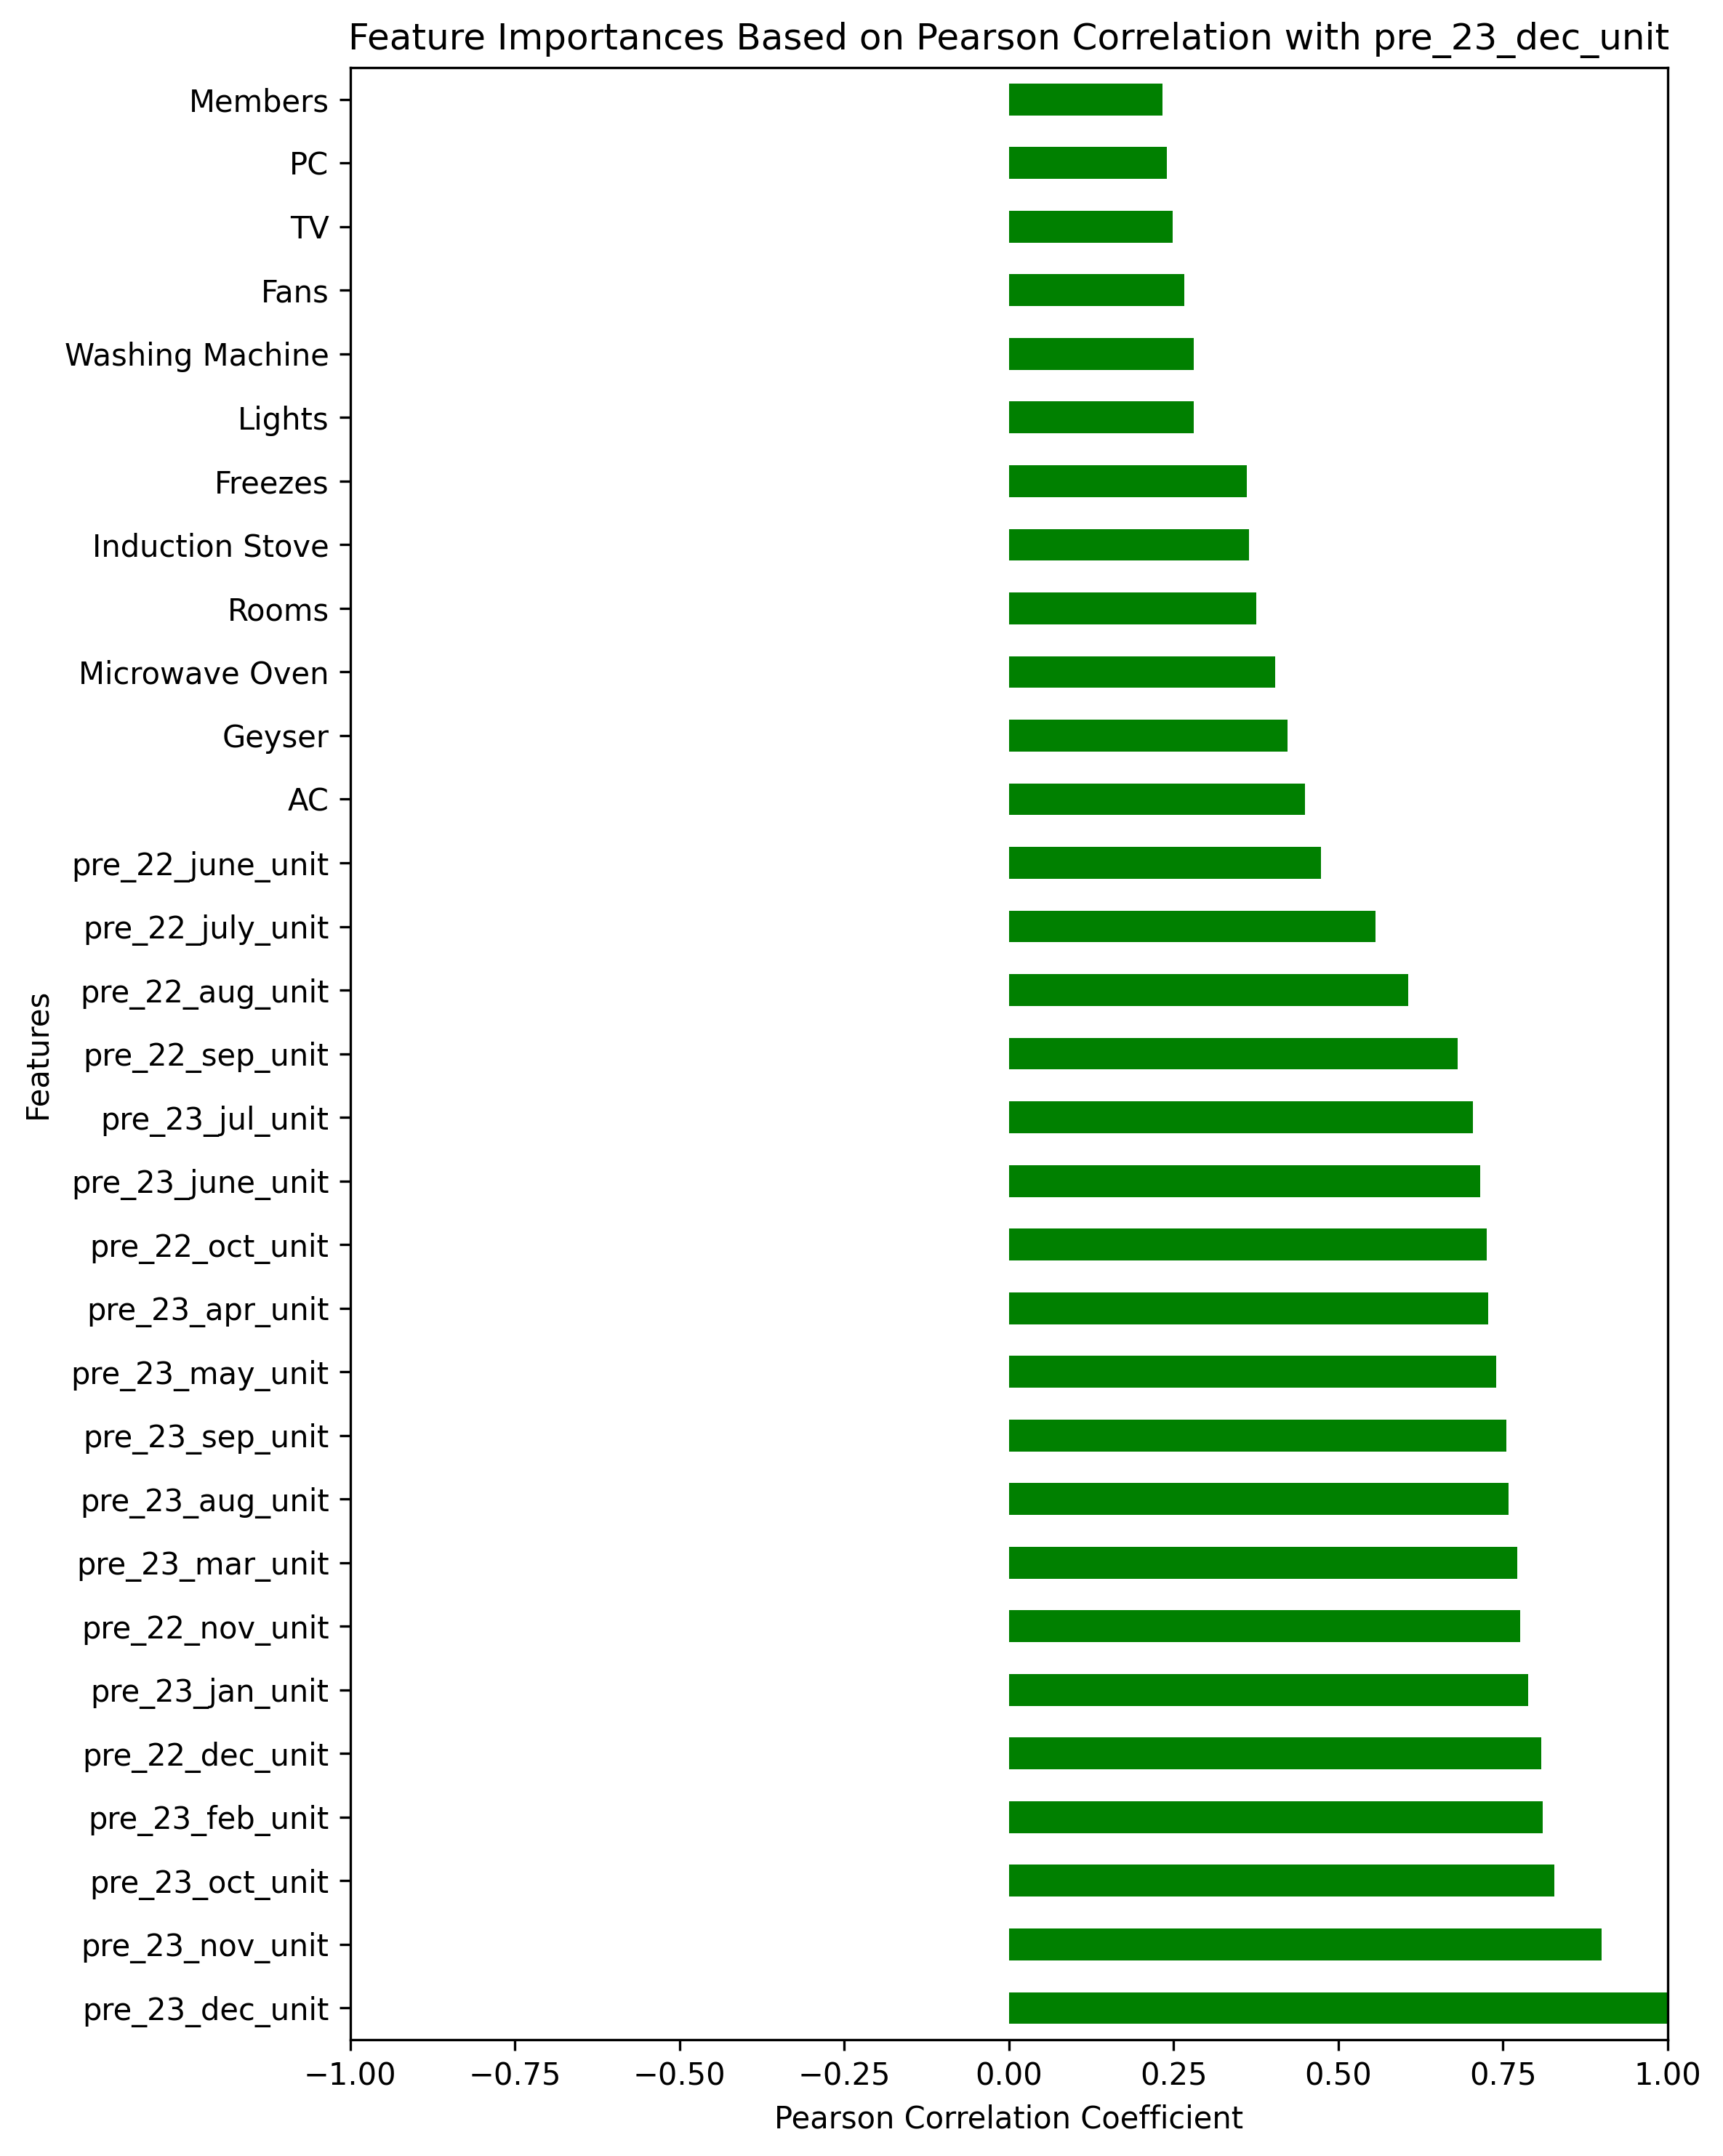 Feature Importances Based on Pearson Correlation with pre_23_dec_unit
Members
PC
TV
Fans
Washing Machine
Lights
Freezes
Induction Stove
Rooms
Microwave Oven
Geyser
AC
pre_22_june_unit
pre_22_july_unit
pre_22_aug_unit
pre_22_sep_unit
pre_23_jul_unit
pre_23_june_unit
pre_22_oct_unit
pre_23_apr_unit
pre_23_may_unit
pre_23_sep_unit
pre_23_aug_unit
pre_23_mar_unit
pre_22_nov_unit
pre_23_jan_unit
pre_22_dec_unit
pre_23_feb_unit
pre_23_oct_unit
pre_23_nov_unit
pre_23_dec_unit
Features
−1.00 −0.75 −0.50 −0.25 0.00 0.25 0.50 0.75 1.00
Pearson Correlation Coefficient